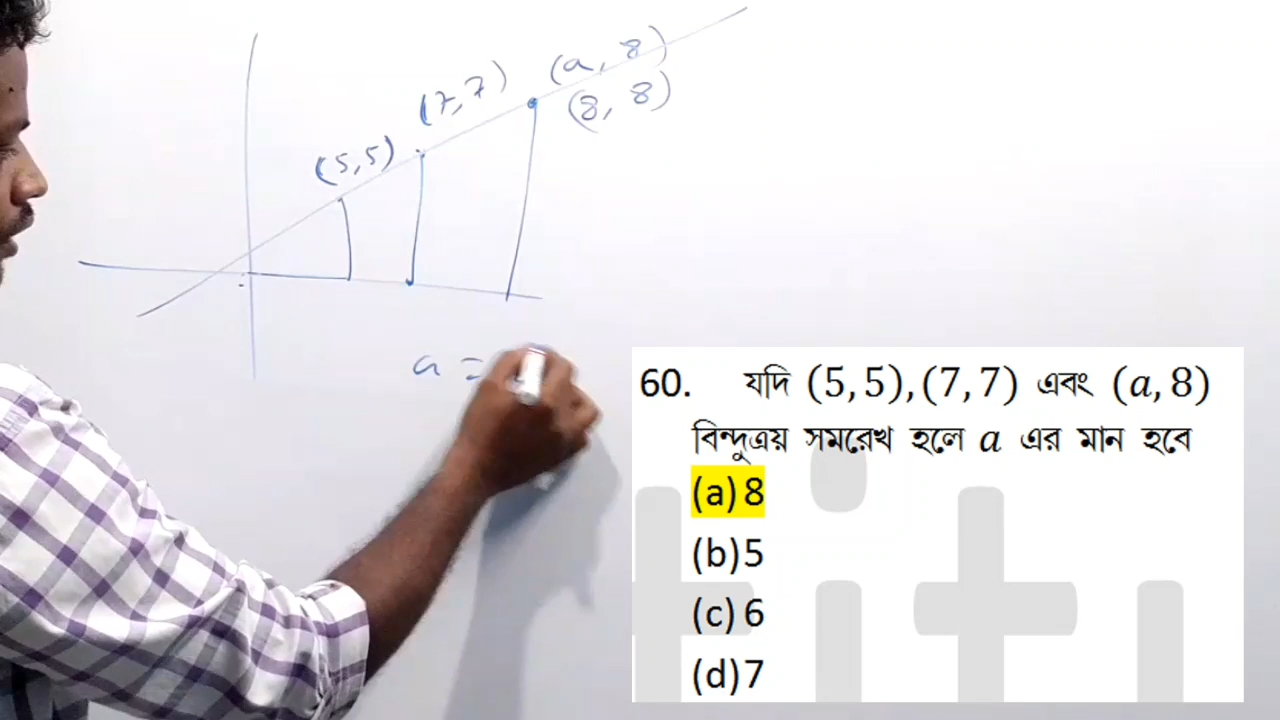 (a, 8)
(7,7)
(8, 8)
(5,5)
a =
60. যদি (5, 5), (7, 7) এবং (a, 8)
বিন্দুত্রয় সমরেখ হলে a এর মান হবে
(a) 8
(b) 5
(c) 6
(d) 7